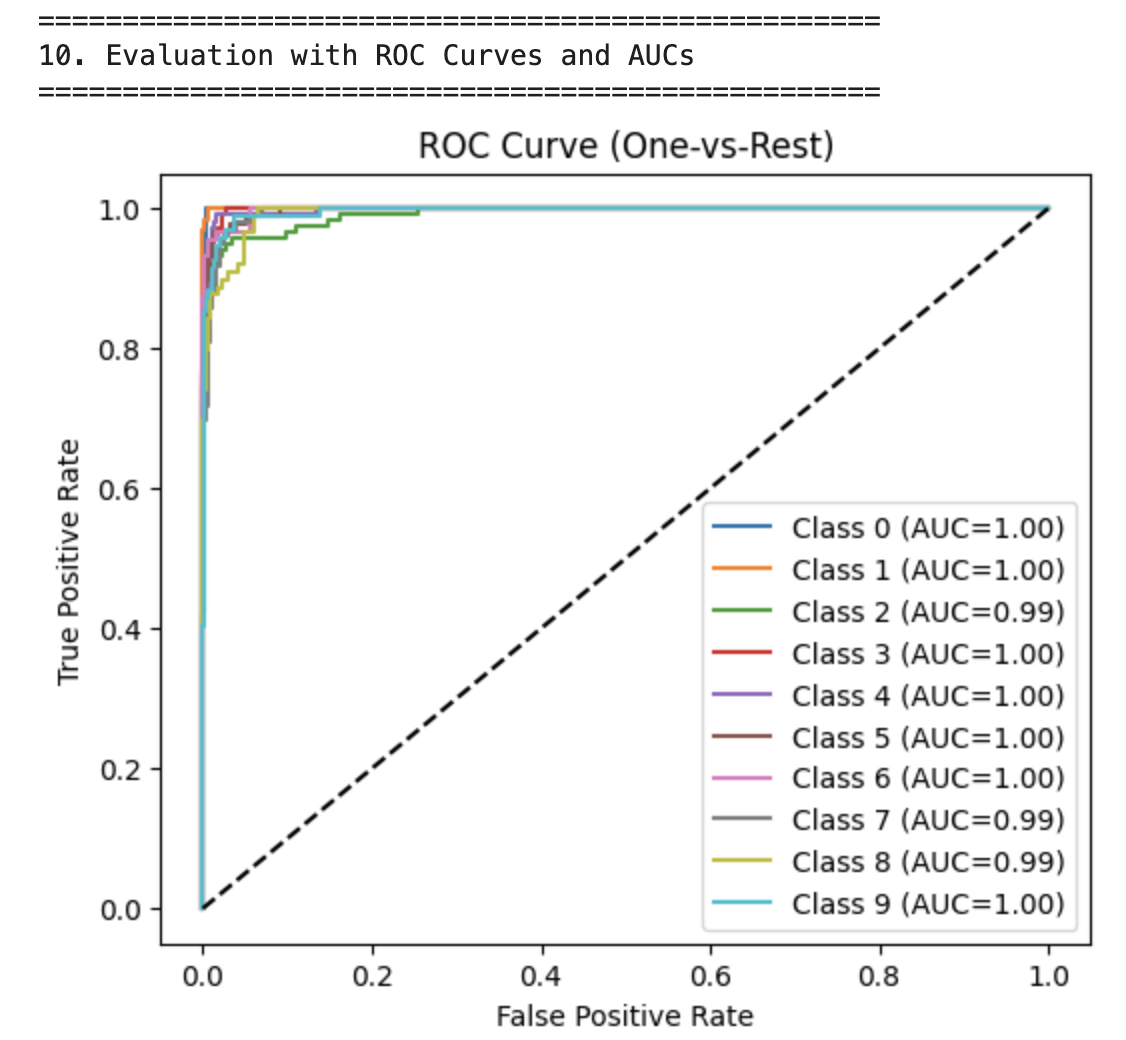 ==================================================
10. Evaluation with ROC Curves and AUCs
==================================================
ROC Curve (One-vs-Rest)
1.0
0.8
0.6
0.4
0.2
0.0
True Positive Rate
Class 0 (AUC=1.00)
Class 1 (AUC=1.00)
Class 2 (AUC=0.99)
Class 3 (AUC=1.00)
Class 4 (AUC=1.00)
Class 5 (AUC=1.00)
Class 6 (AUC=1.00)
Class 7 (AUC=0.99)
Class 8 (AUC=0.99)
Class 9 (AUC=1.00)
0.0 0.2 0.4 0.6 0.8 1.0
False Positive Rate